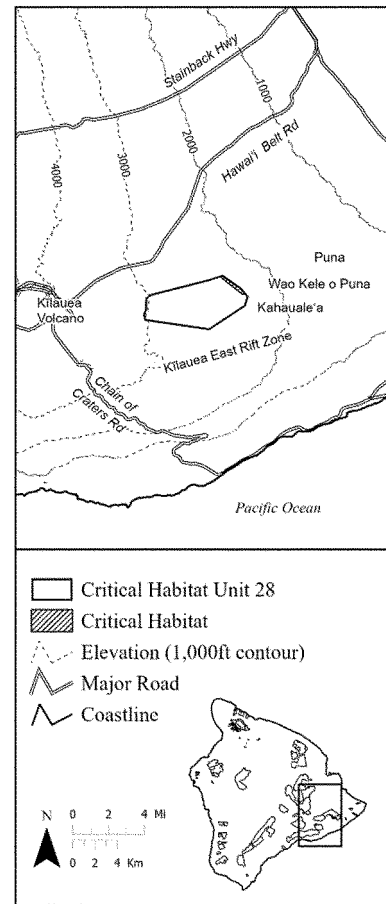 Stainback Hwy
1000
2000
3000
4000
Hawai'i Belt Rd
Puna
Wao Kele o Puna
Kahauale'a
Kīlauea
Volcano
Kīlauea East Rift Zone
Chain of
Craters Rd
Pacific Ocean
Critical Habitat Unit 28
Critical Habitat
Elevation (1,000ft contour)
Major Road
Coastline
N
0 2 4 Mi
0 2 4 Km